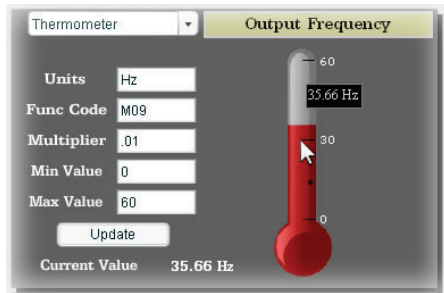 Thermometer
Output Frequency
Units Hz
Func Code M09
Multiplier .01
Min Value 0
Max Value 60
Update
Current Value 35.66 Hz
60
35.66 Hz
30
0